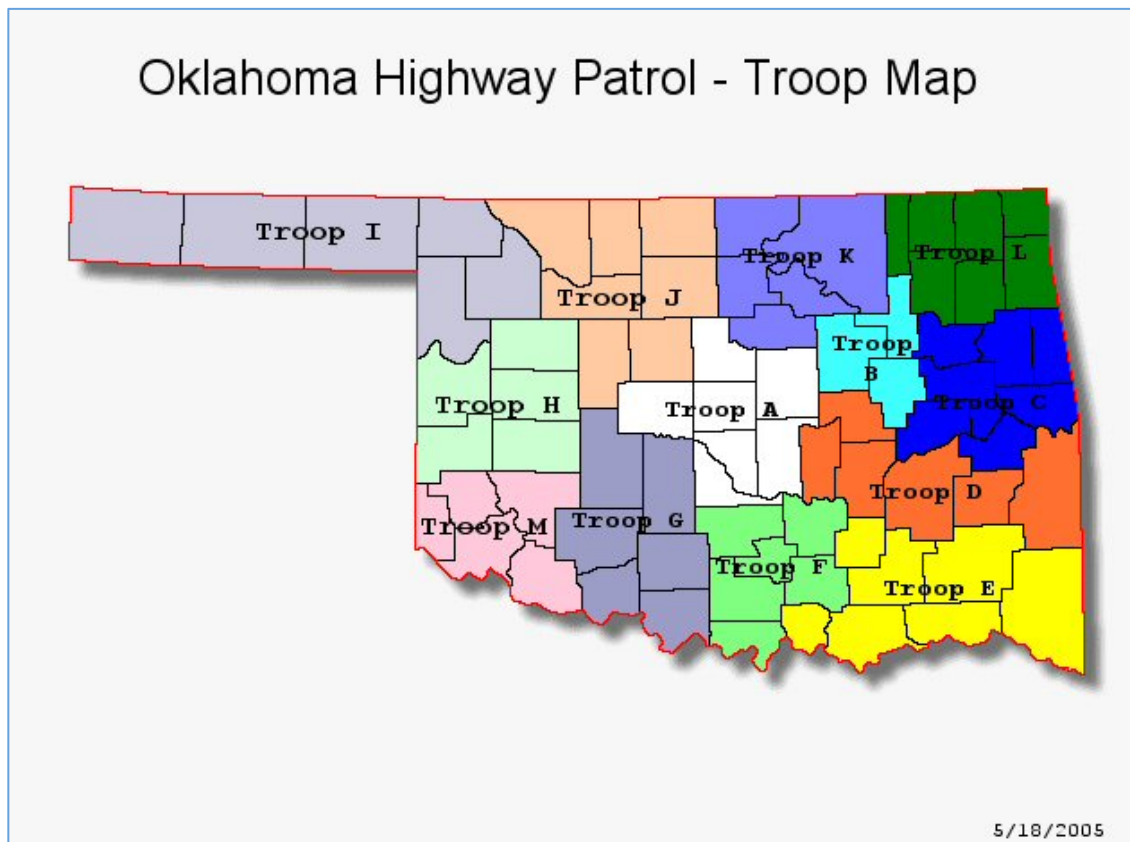 Oklahoma Highway Patrol - Troop Map
Troop I
Troop K
Troop L
Troop J
Troop
B
Troop H
Troop A
Troop C
Troop D
Troop M
Troop G
Troop F
Troop E
5/18/2005